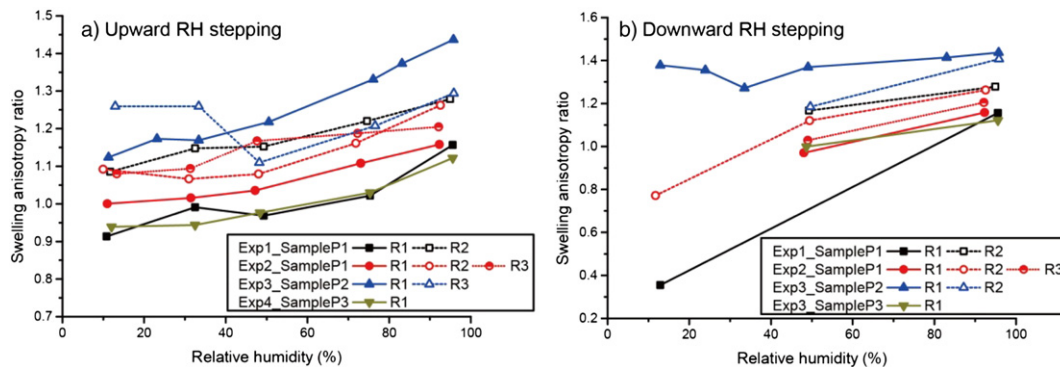 a) Upward RH stepping
Swelling anisotropy ratio
1.5
1.4
1.3
1.2
1.1
1.0
0.9
0.8
0.7
Exp1_SampleP1 R1 R2
Exp2_SampleP1 R1 R2 R3
Exp3_SampleP2 R1 R3
Exp4_SampleP3 R1
0 20 40 60 80 100
Relative humidity (%)
b) Downward RH stepping
Swelling anisotropy ratio
1.6
1.4
1.2
1.0
0.8
0.6
0.4
0.2
Exp1_SampleP1 R1 R2
Exp2_SampleP1 R1 R2 R3
Exp3_SampleP2 R1 R2
Exp3_SampleP3 R1
0 20 40 60 80 100
Relative humidity (%)